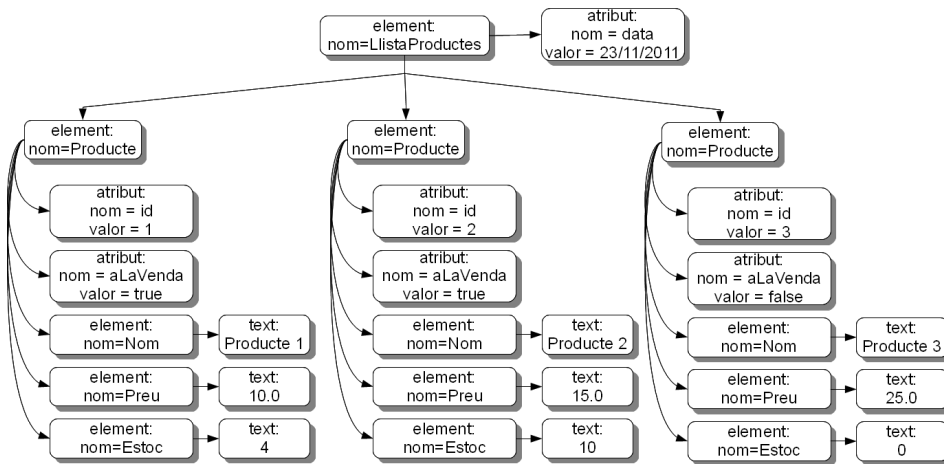 element:
nom=LlistaProductes
atribut:
nom = data
valor = 23/11/2011
element:
nom=Producte
atribut:
nom = id
valor = 1
atribut:
nom = aLaVenda
valor = true
element:
nom=Nom
text:
Producte 1
element:
nom=Preu
text:
10.0
element:
nom=Estoc
text:
4
element:
nom=Producte
atribut:
nom = id
valor = 2
atribut:
nom = aLaVenda
valor = true
element:
nom=Nom
text:
Producte 2
element:
nom=Preu
text:
15.0
element:
nom=Estoc
text:
10
element:
nom=Producte
atribut:
nom = id
valor = 3
atribut:
nom = aLaVenda
valor = false
element:
nom=Nom
text:
Producte 3
element:
nom=Preu
text:
25.0
element:
nom=Estoc
text:
0